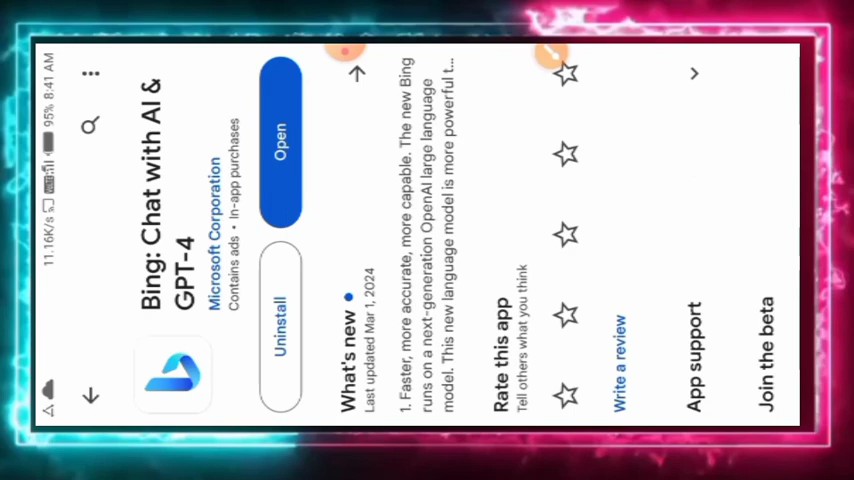 11.16K/s 95% 8:41 AM
Bing: Chat with AI &
GPT-4
Microsoft Corporation
Contains ads • In-app purchases
Uninstall
Open
What's new
Last updated Mar 1, 2024
1. Faster, more accurate, more capable. The new Bing
runs on a next-generation OpenAI large language
model. This new language model is more powerful t...
Rate this app
Tell others what you think
Write a review
App support
Join the beta